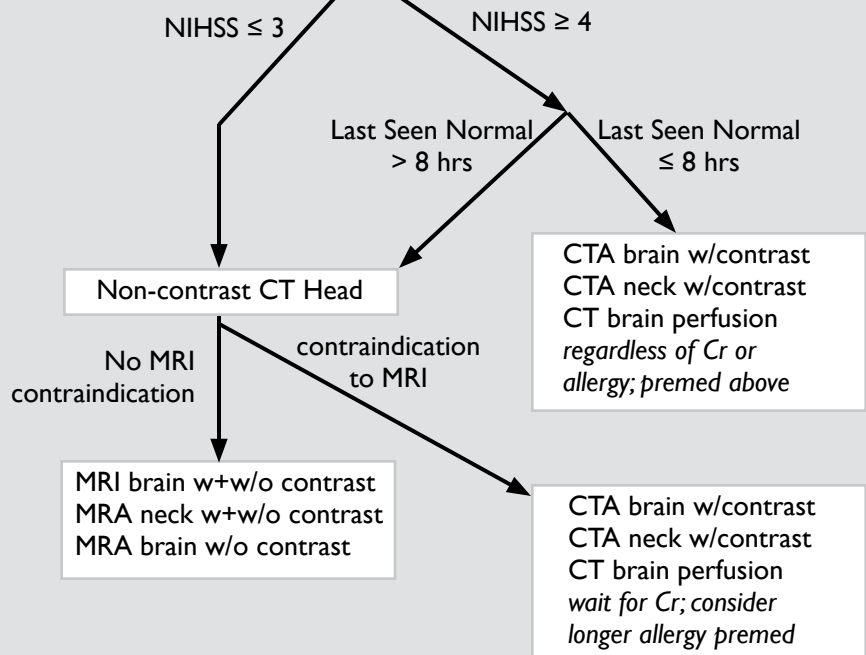 NIHSS ≤ 3
NIHSS ≥ 4
Last Seen Normal
> 8 hrs
Last Seen Normal
≤ 8 hrs
CTA brain w/contrast
CTA neck w/contrast
CT brain perfusion
regardless of Cr or
allergy; premed above
Non-contrast CT Head
No MRI
contraindication
contraindication
to MRI
MRI brain w+w/o contrast
MRA neck w+w/o contrast
MRA brain w/o contrast
CTA brain w/contrast
CTA neck w/contrast
CT brain perfusion
wait for Cr; consider
longer allergy premed